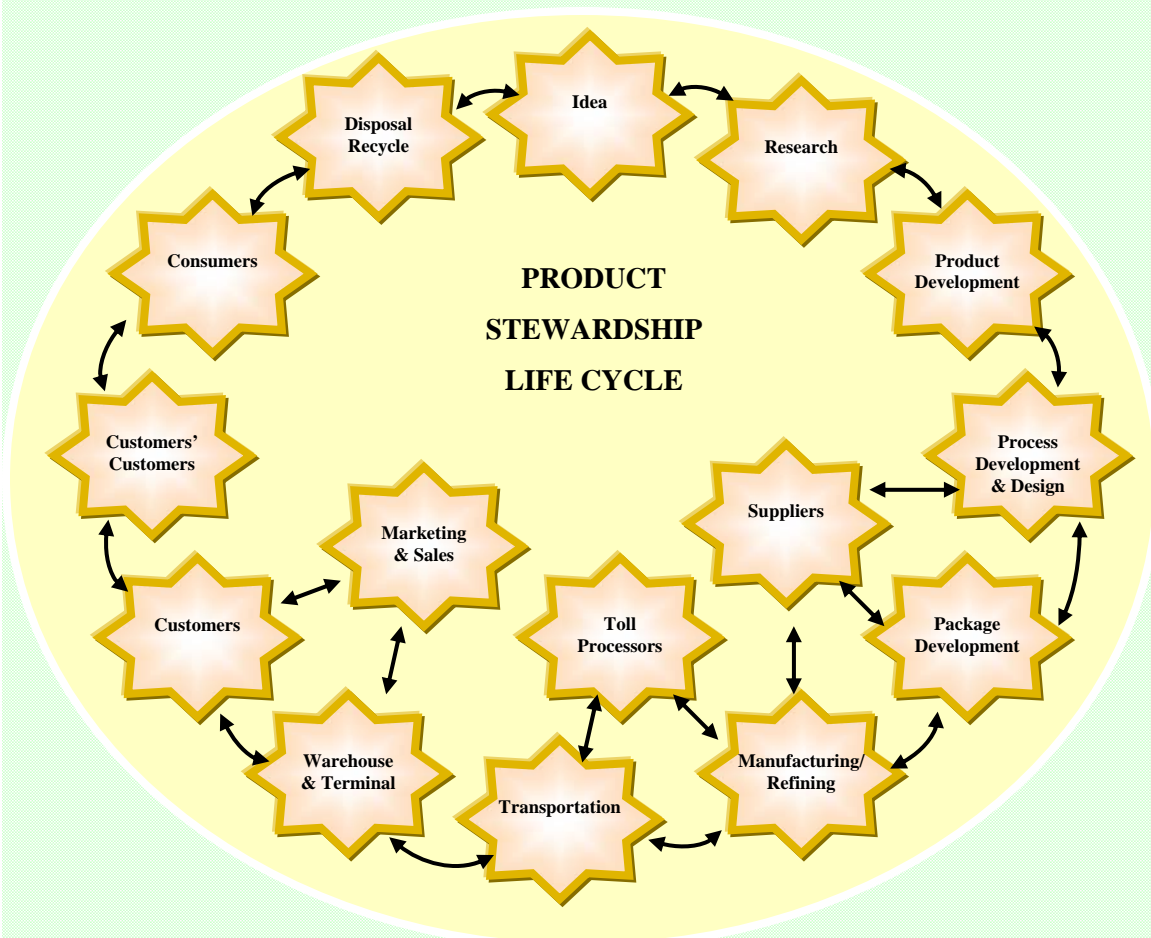 Idea
Disposal
Recycle
Research
Consumers
Product
Development
PRODUCT
STEWARDSHIP
LIFE CYCLE
Customers’
Customers
Process
Development
& Design
Marketing
& Sales
Suppliers
Customers
Toll
Processors
Package
Development
Warehouse
& Terminal
Transportation
Manufacturing/
Refining